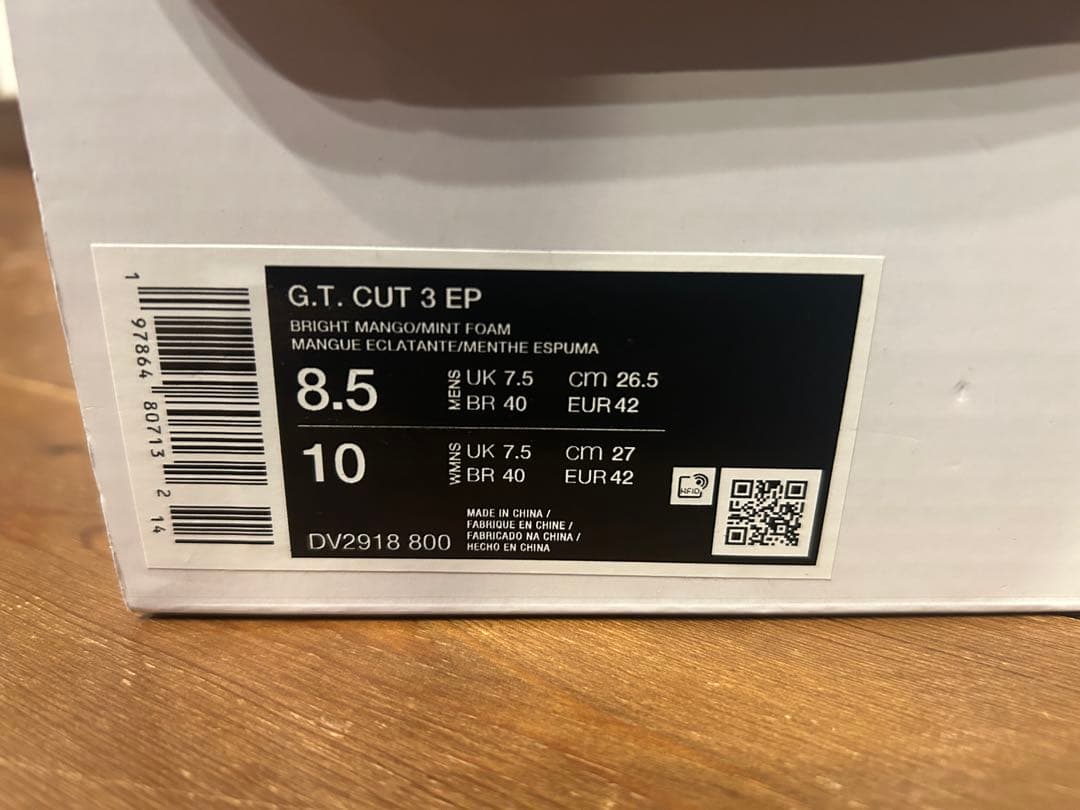 G.T. CUT 3 EP
BRIGHT MANGO/MINT FOAM
MANGUE ECLATANTE/MENTHE ESPUMA
8.5 MENS UK 7.5 cm 26.5
BR 40 EUR 42
10 WMNS UK 7.5 cm 27
BR 40 EUR 42
RFID
DV2918 800
MADE IN CHINA /
FABRIQUE EN CHINE /
FABRICADO NA CHINA /
HECHO EN CHINA
1 97864 80713 2 14